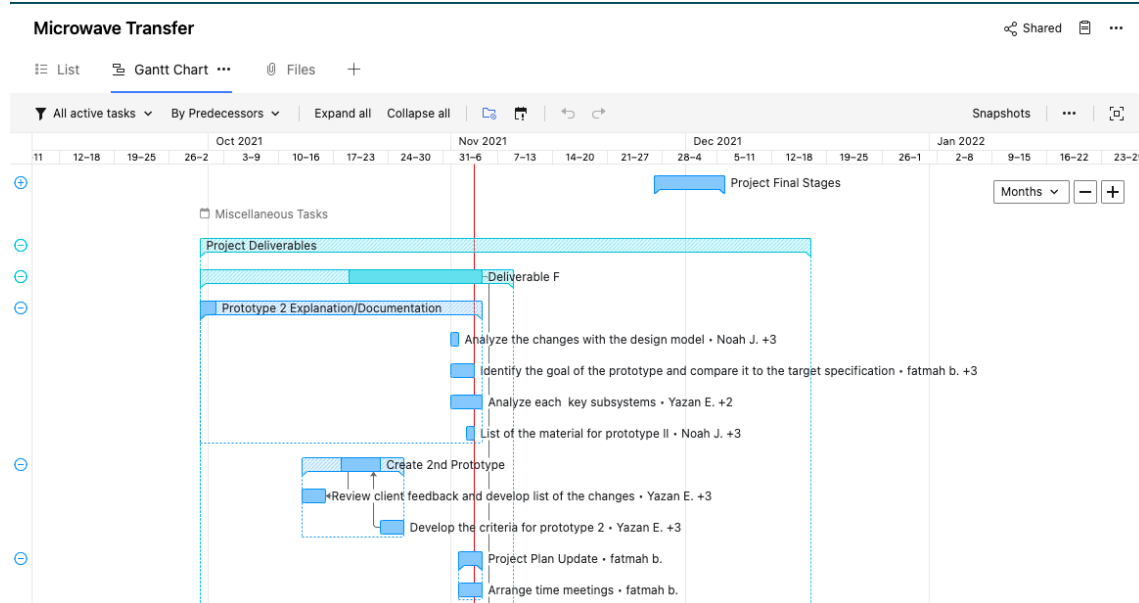 Microwave Transfer
Shared
List
Gantt Chart
Files
All active tasks
By Predecessors
Expand all
Collapse all
Snapshots
Oct 2021
Nov 2021
Dec 2021
Jan 2022
12–18 19–25 26–2 3–9 10–16 17–23 24–30 31–6 7–13 14–20 21–27 28–4 5–11 12–18 19–25 26–1 2–8 9–15 16–22
Project Final Stages
Months
Miscellaneous Tasks
Project Deliverables
Deliverable F
Prototype 2 Explanation/Documentation
Analyze the changes with the design model • Noah J. +3
Identify the goal of the prototype and compare it to the target specification • fatmah b. +3
Analyze each key subsystems • Yazan E. +2
List of the material for prototype II • Noah J. +3
Create 2nd Prototype
Review client feedback and develop list of the changes • Yazan E. +3
Develop the criteria for prototype 2 • Yazan E. +3
Project Plan Update • fatmah b.
Arrange time meetings • fatmah b.